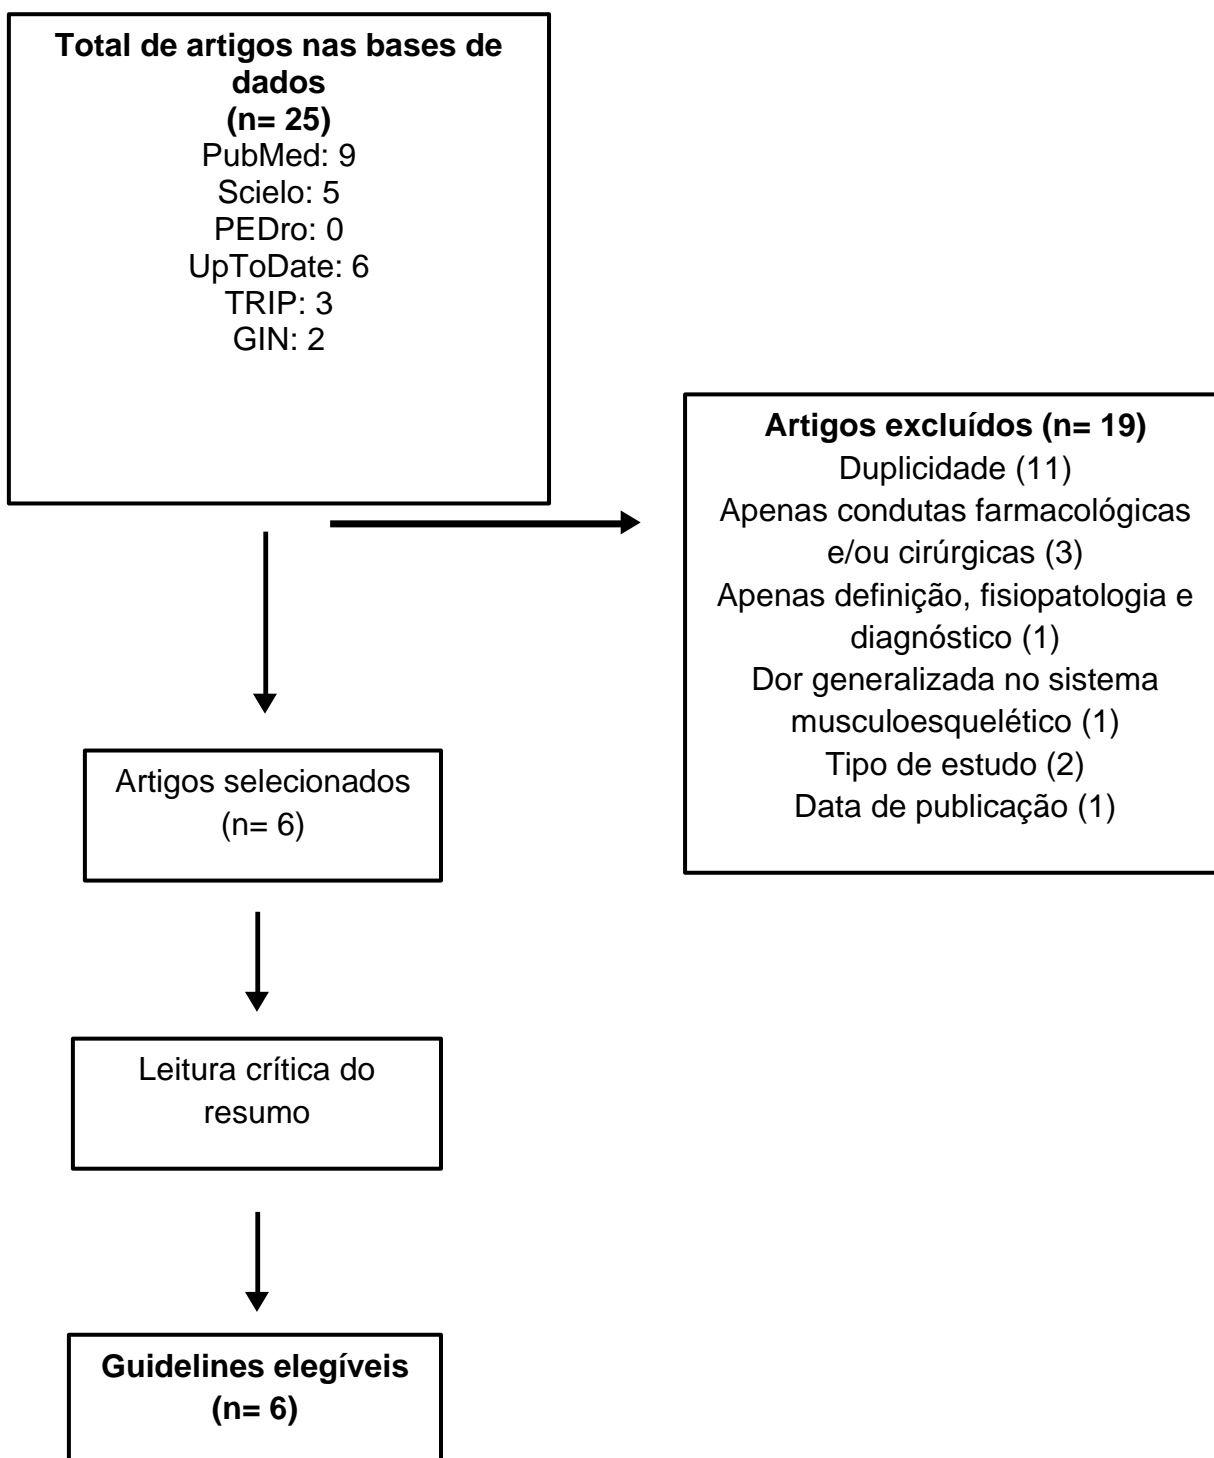 Total de artigos nas bases de
dados
(n= 25)
PubMed: 9
Scielo: 5
PEDro: 0
UpToDate: 6
TRIP: 3
GIN: 2
Artigos excluídos (n= 19)
Duplicidade (11)
Apenas condutas farmacológicas
e/ou cirúrgicas (3)
Apenas definição, fisiopatologia e
diagnóstico (1)
Dor generalizada no sistema
musculoesquelético (1)
Tipo de estudo (2)
Data de publicação (1)
Artigos selecionados
(n= 6)
Leitura crítica do
resumo
Guidelines elegíveis
(n= 6)